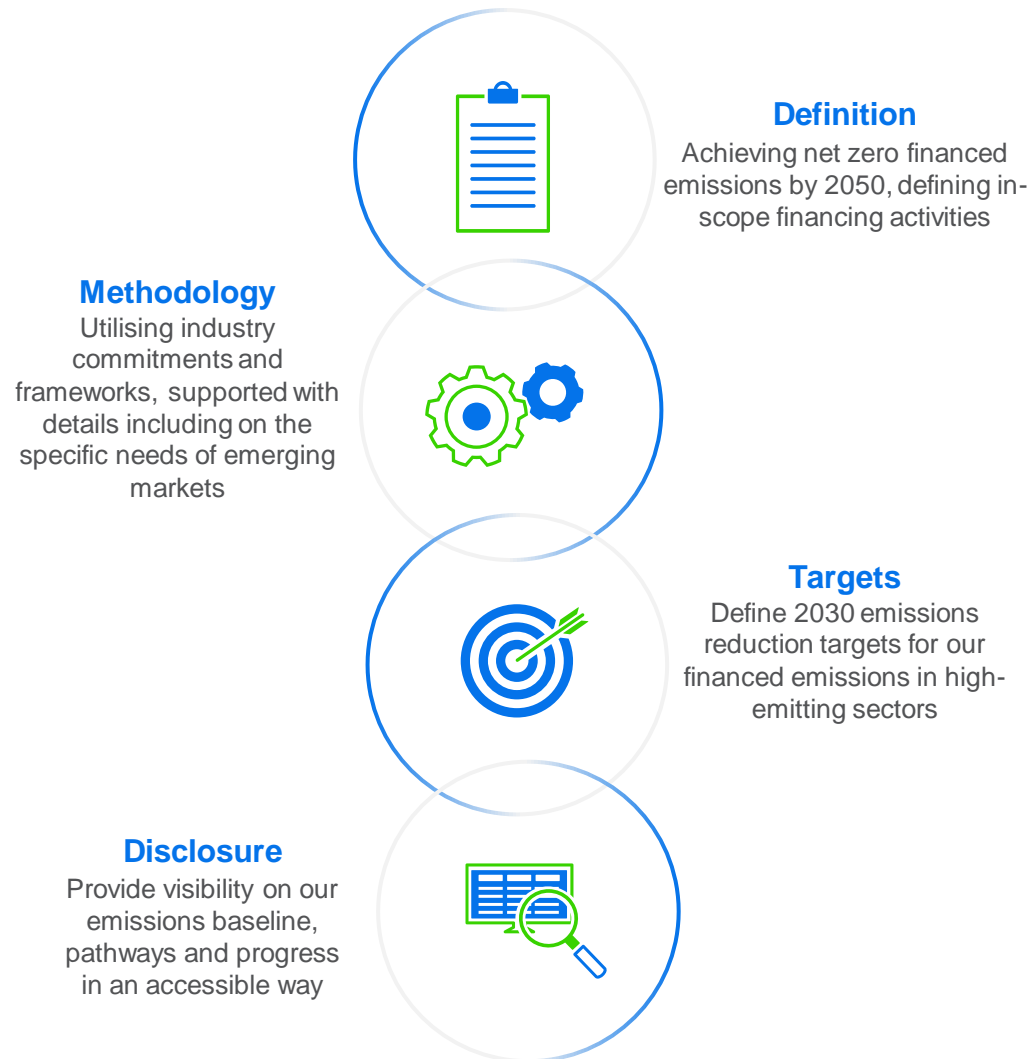 Definition
Achieving net zero financed
emissions by 2050, defining in-
scope financing activities
Methodology
Utilising industry
commitments and
frameworks, supported with
details including on the
specific needs of emerging
markets
Targets
Define 2030 emissions
reduction targets for our
financed emissions in high-
emitting sectors
Disclosure
Provide visibility on our
emissions baseline,
pathways and progress
in an accessible way